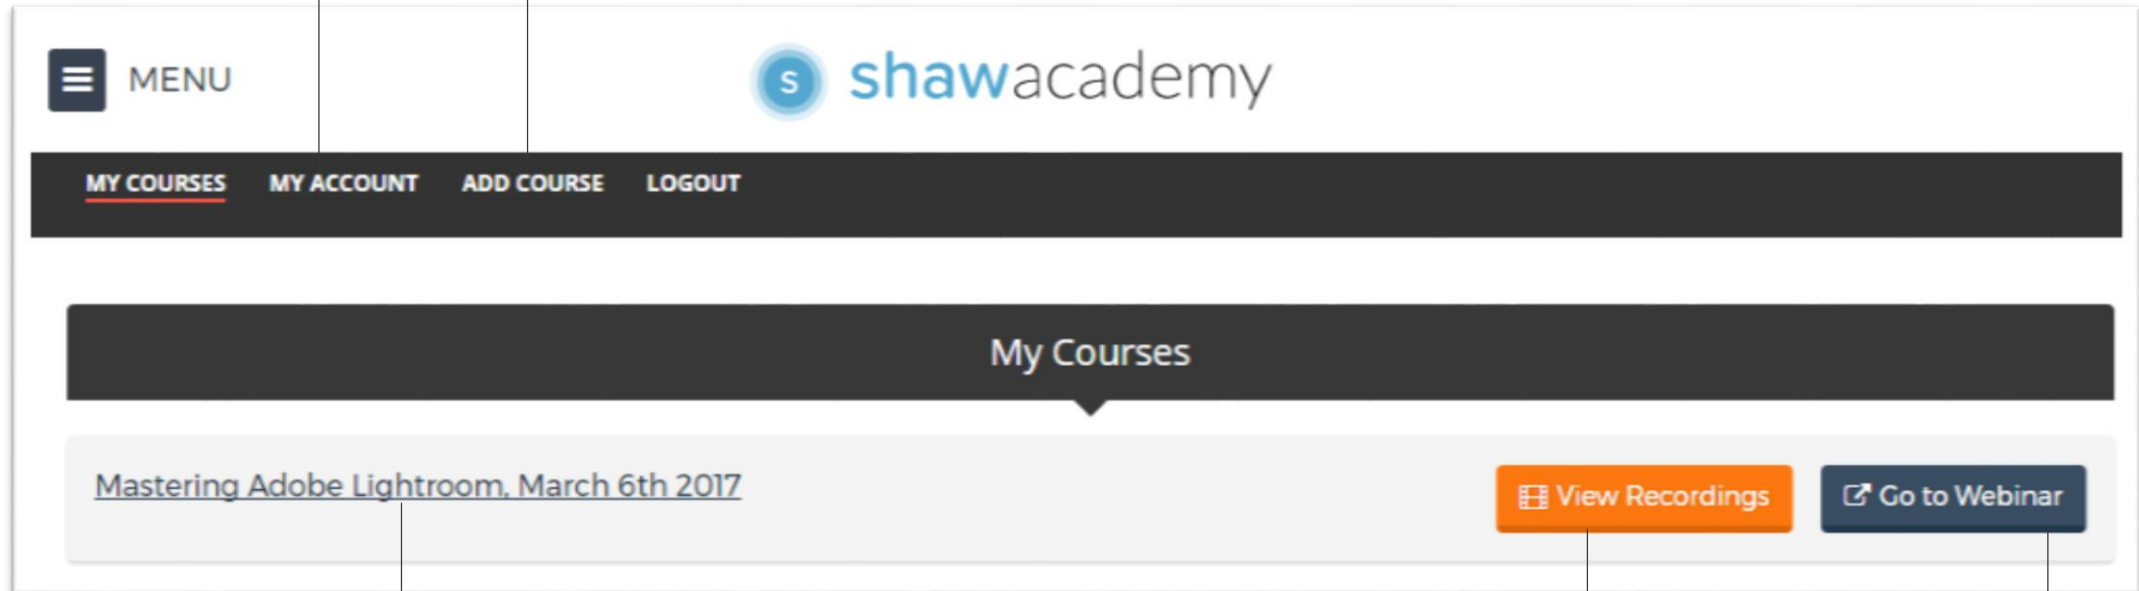 MENU
s shawacademy
MY COURSES MY ACCOUNT ADD COURSE LOGOUT
My Courses
Mastering Adobe Lightroom, March 6th 2017
View Recordings Go to Webinar